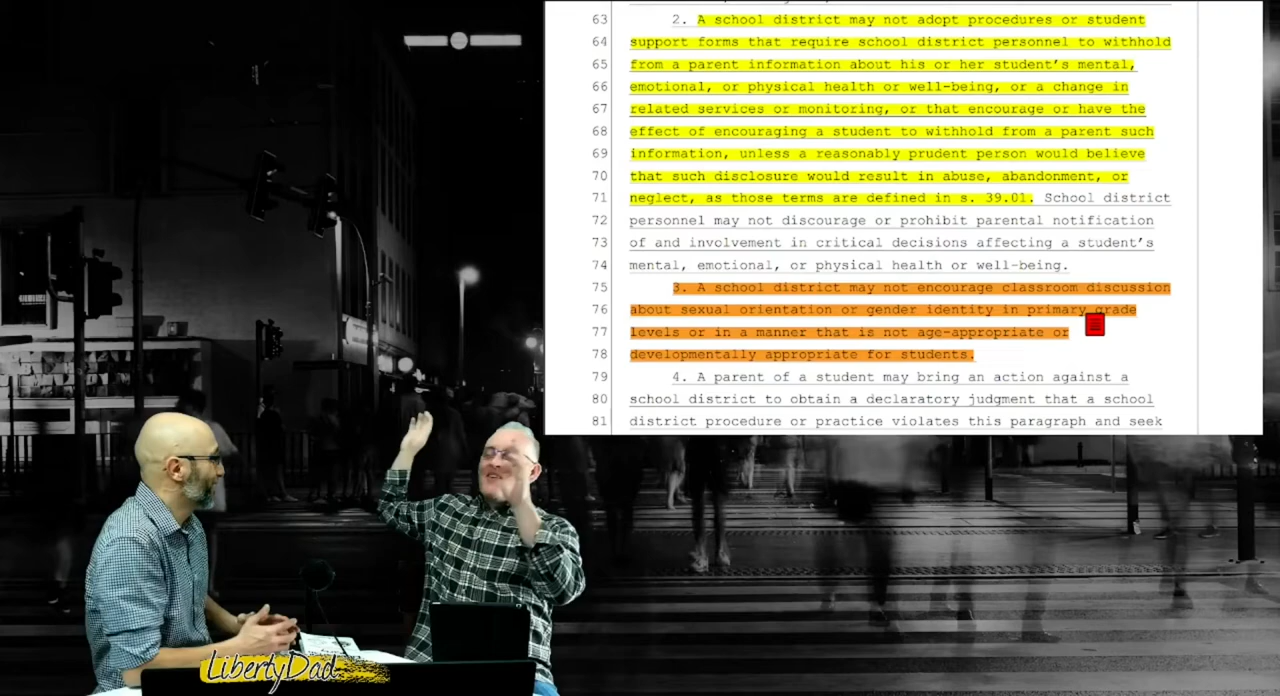 63 2. A school district may not adopt procedures or student
64 support forms that require school district personnel to withhold
65 from a parent information about his or her student's mental,
66 emotional, or physical health or well-being, or a change in
67 related services or monitoring, or that encourage or have the
68 effect of encouraging a student to withhold from a parent such
69 information, unless a reasonably prudent person would believe
70 that such disclosure would result in abuse, abandonment, or
71 neglect, as those terms are defined in s. 39.01. School district
72 personnel may not discourage or prohibit parental notification
73 of and involvement in critical decisions affecting a student's
74 mental, emotional, or physical health or well-being.
75 3. A school district may not encourage classroom discussion
76 about sexual orientation or gender identity in primary grade
77 levels or in a manner that is not age-appropriate or
78 developmentally appropriate for students.
79 4. A parent of a student may bring an action against a
80 school district to obtain a declaratory judgment that a school
81 district procedure or practice violates this paragraph and seek
LibertyDad